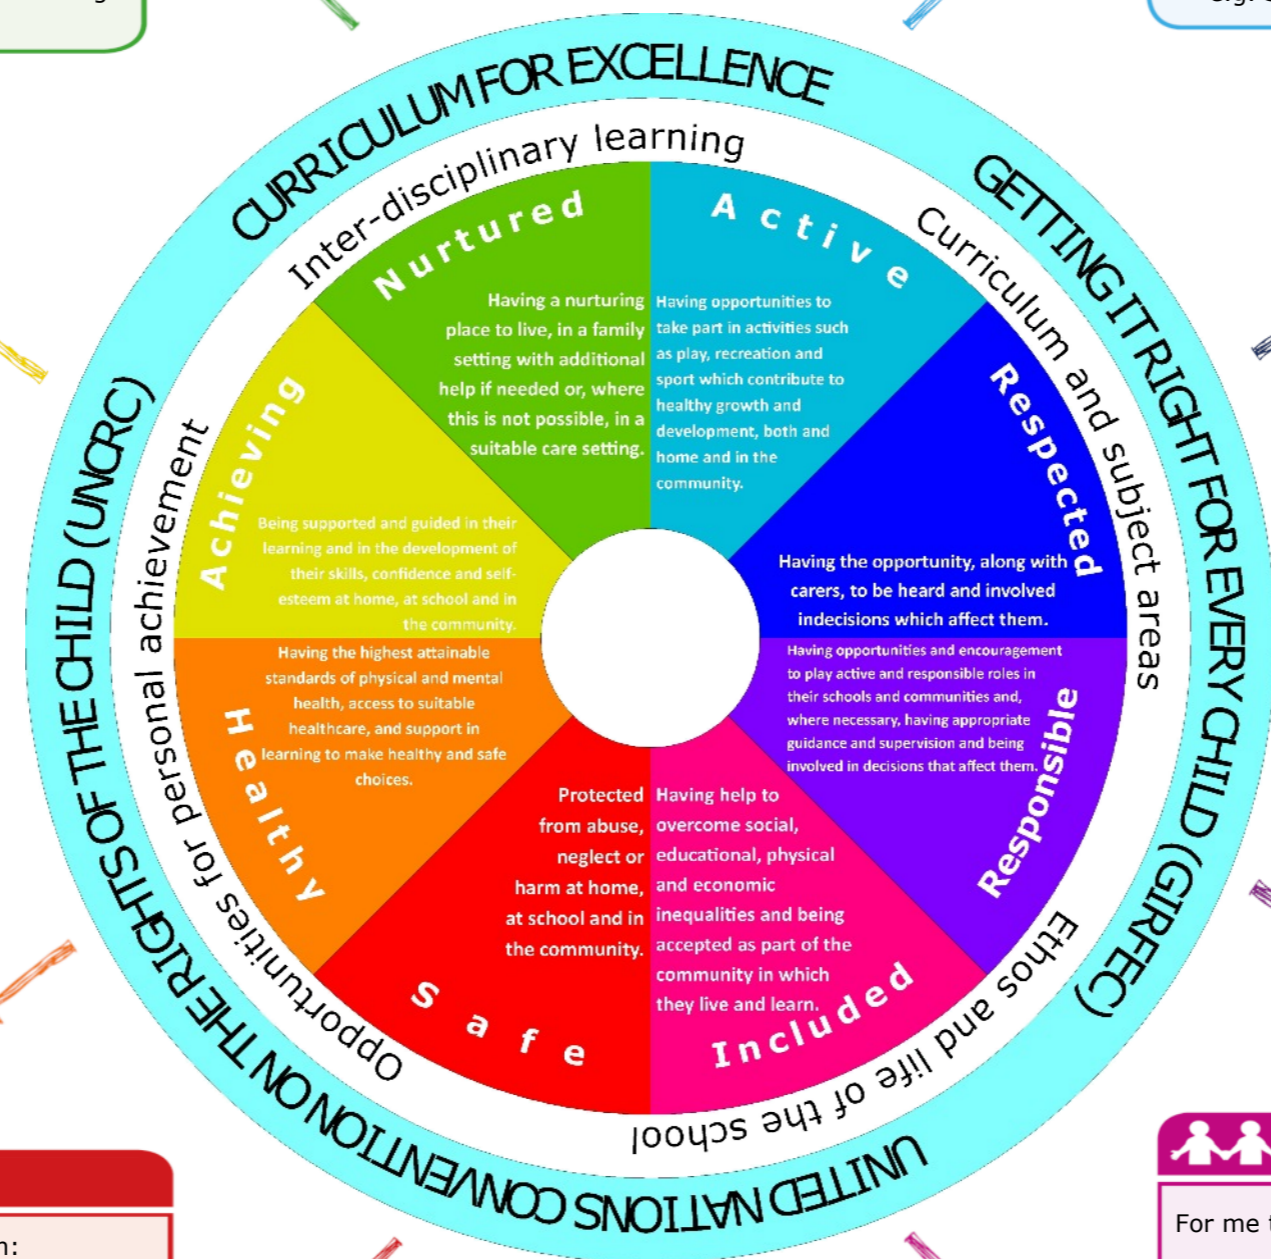 CURRICULUM FOR EXCELLENCE
GETTING IT RIGHT FOR EVERY CHILD (GIRFEC)
UNITED NATIONS CONVENTION ON THE RIGHTS OF THE CHILD (UNCRC)
Inter-disciplinary learning
Curriculum and subject areas
Ethos and life of the school
Opportunities for personal achievement
Nurtured
Having a nurturing
place to live, in a family
setting with additional
help if needed or, where
this is not possible, in a
suitable care setting.
Active
Having opportunities to
take part in activities such
as play, recreation and
sport which contribute to
healthy growth and
development, both and
home and in the
community.
Respected
Having the opportunity, along with
carers, to be heard and involved
indecisions which affect them.
Responsible
Having opportunities and encouragement
to play active and responsible roles in
their schools and communities and,
where necessary, having appropriate
guidance and supervision and being
involved in decisions that affect them.
Included
Having help to
overcome social,
educational, physical
and economic
inequalities and being
accepted as part of the
community in which
they live and learn.
Safe
Protected
from abuse,
neglect or
harm at home,
at school and in
the community.
Healthy
Having the highest attainable
standards of physical and mental
health, access to suitable
healthcare, and support in
learning to make healthy and safe
choices.
Achieving
Being supported and guided in their
learning and in the development of
their skills, confidence and self-
esteem at home, at school and in
the community.
For me